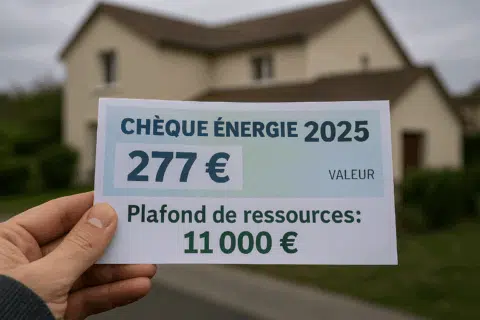 CHÈQUE ÉNERGIE 2025
277 €
VALEUR
Plafond de ressources:
11 000 €